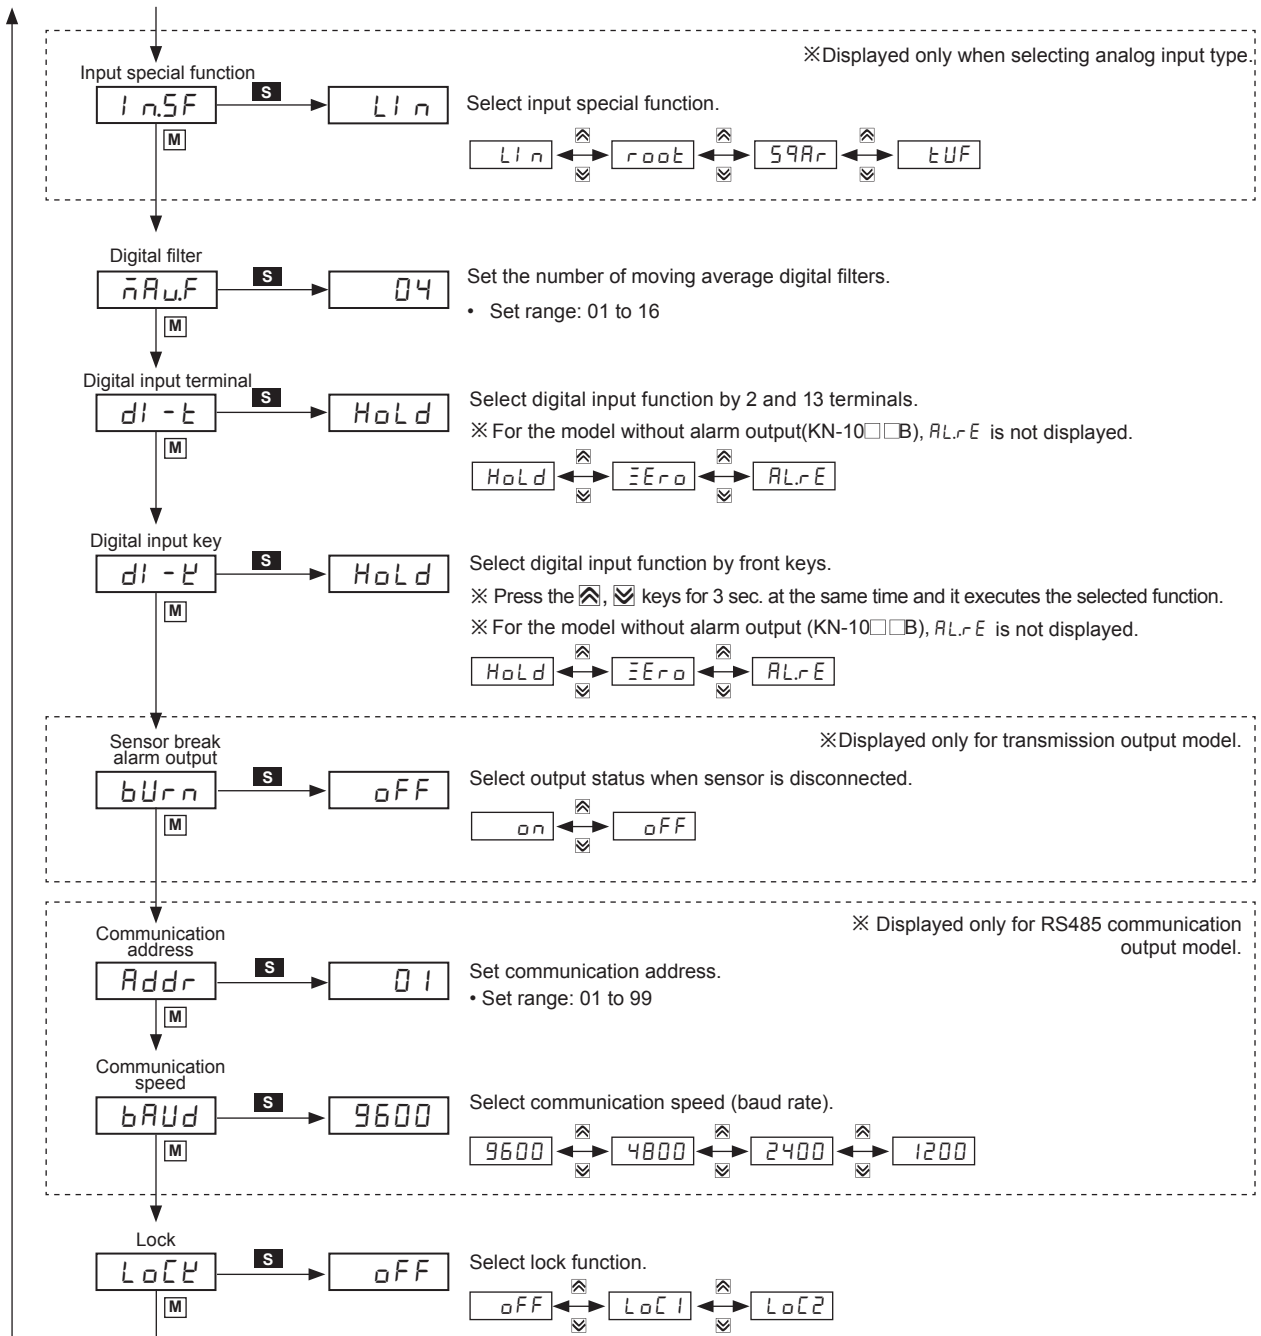 ※Displayed only when selecting analog input type.
Input special function
In.SF
S
LIn
Select input special function.
M
LIn
root
SqAr
tUF
Digital filter
mAv.F
S
04
Set the number of moving average digital filters.
• Set range: 01 to 16
M
Digital input terminal
dI-t
S
HoLd
Select digital input function by 2 and 13 terminals.
※ For the model without alarm output(KN-10□□B), AL.rE is not displayed.
M
HoLd
ZEro
AL.rE
Digital input key
dI-k
S
HoLd
Select digital input function by front keys.
※ Press the , keys for 3 sec. at the same time and it executes the selected function.
M
※ For the model without alarm output (KN-10□□B), AL.rE is not displayed.
HoLd
ZEro
AL.rE
※Displayed only for transmission output model.
Sensor break
alarm output
bUrn
S
oFF
Select output status when sensor is disconnected.
M
on
oFF
※ Displayed only for RS485 communication
output model.
Communication
address
Addr
S
01
Set communication address.
• Set range: 01 to 99
M
Communication
speed
bAUd
S
9600
Select communication speed (baud rate).
M
9600
4800
2400
1200
Lock
LoCk
S
oFF
Select lock function.
M
oFF
LoC1
LoC2